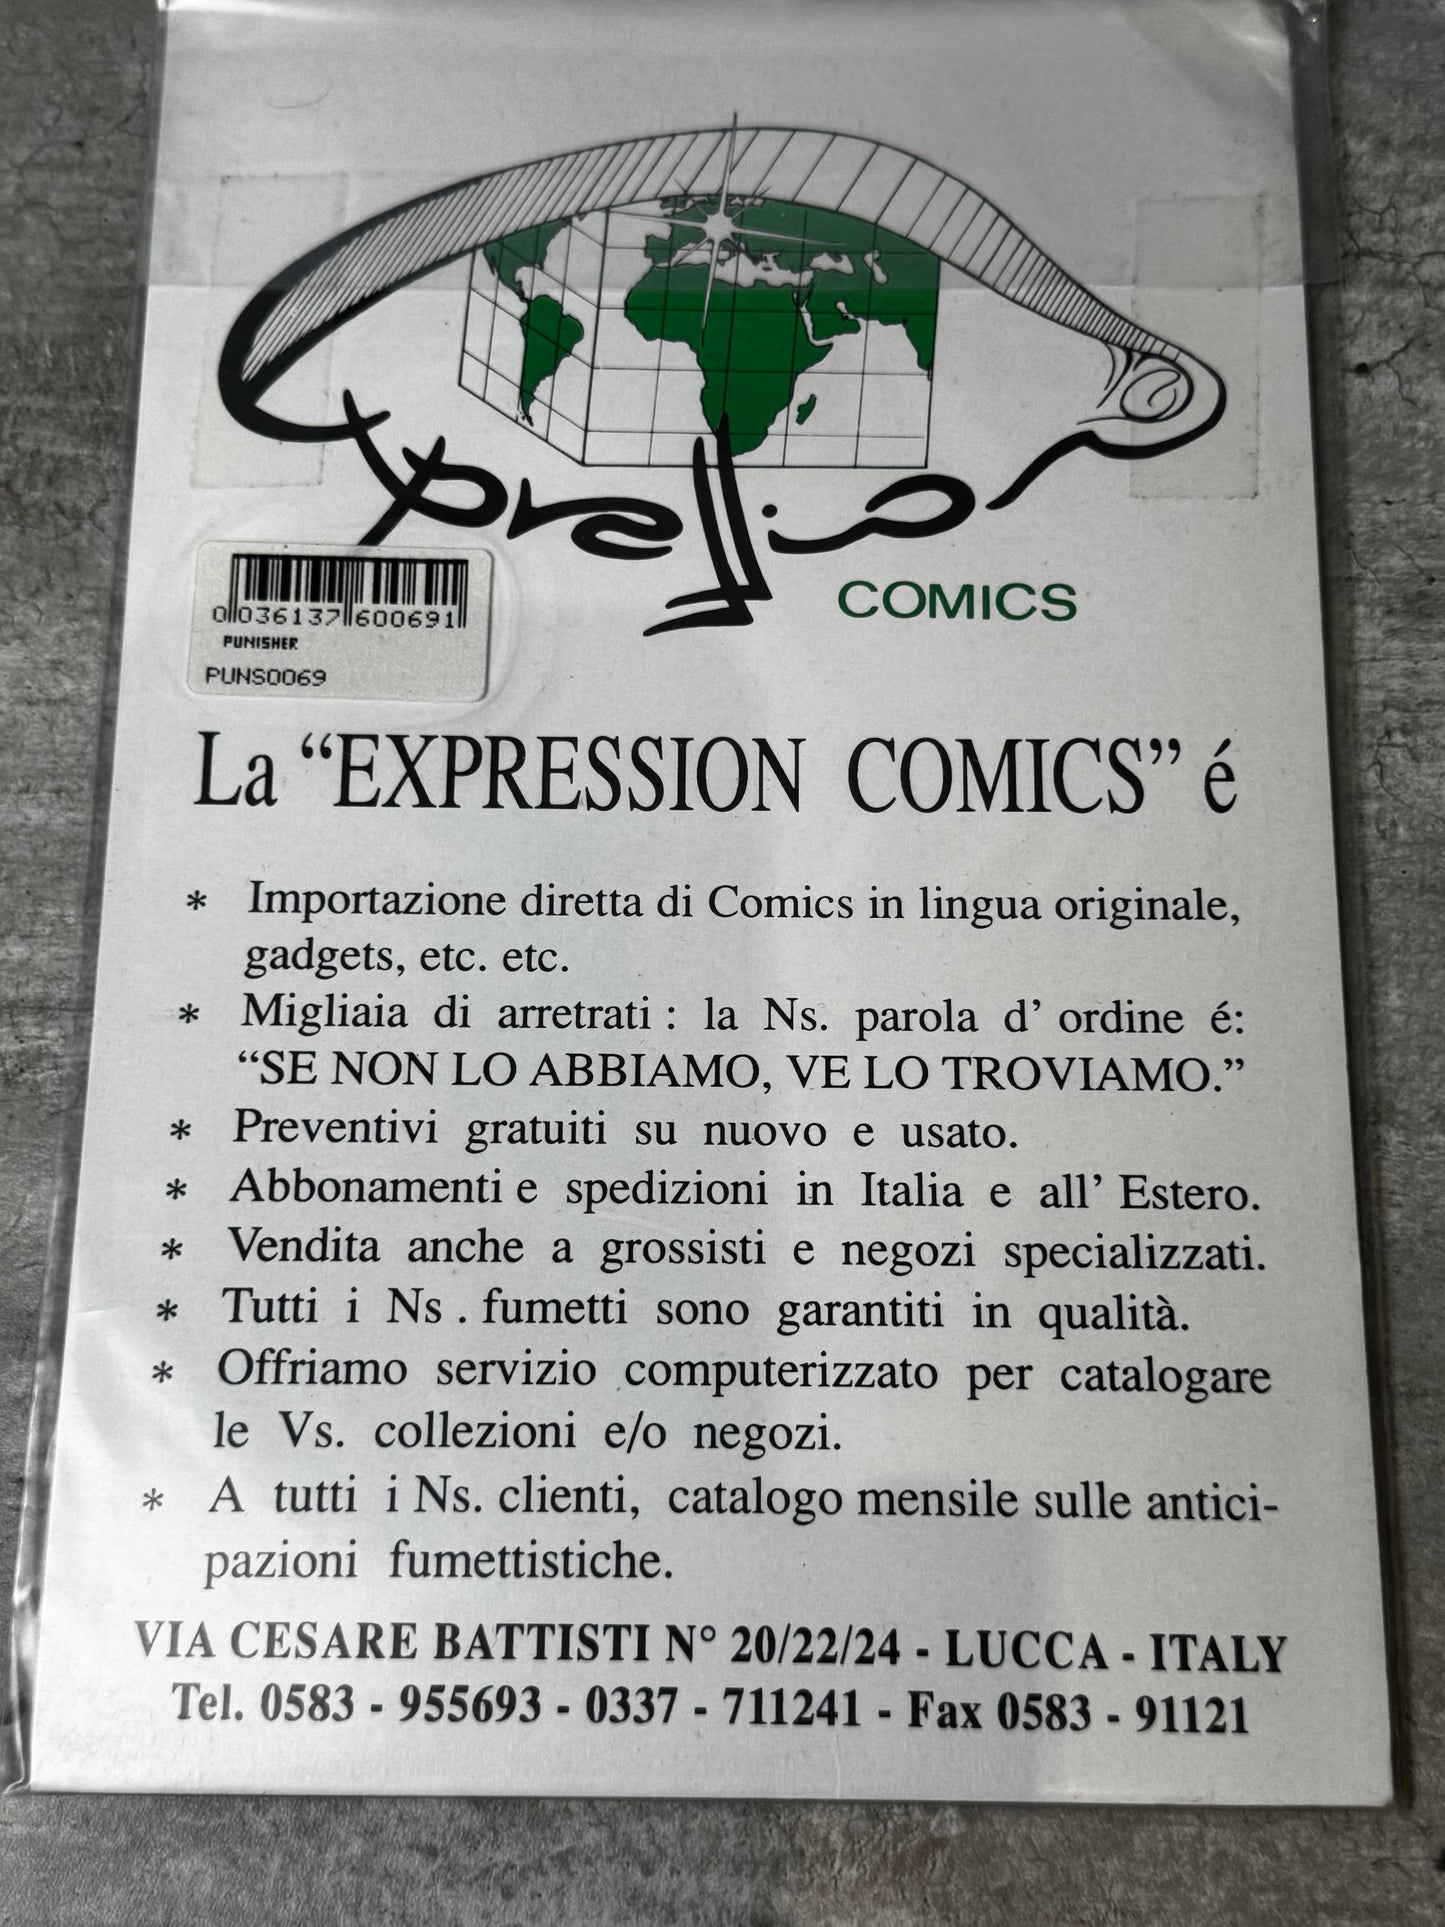 Expression
COMICS
0 036137 600691
PUNISHER
PUNS0069
La “EXPRESSION COMICS” é
* Importazione diretta di Comics in lingua originale,
gadgets, etc. etc.
* Migliaia di arretrati : la Ns. parola d’ ordine é:
“SE NON LO ABBIAMO, VE LO TROVIAMO.”
* Preventivi gratuiti su nuovo e usato.
* Abbonamenti e spedizioni in Italia e all’ Estero.
* Vendita anche a grossisti e negozi specializzati.
* Tutti i Ns . fumetti sono garantiti in qualità.
* Offriamo servizio computerizzato per catalogare
le Vs. collezioni e/o negozi.
* A tutti i Ns. clienti, catalogo mensile sulle antici-
pazioni fumettistiche.
VIA CESARE BATTISTI N° 20/22/24 - LUCCA - ITALY
Tel. 0583 - 955693 - 0337 - 711241 - Fax 0583 - 91121